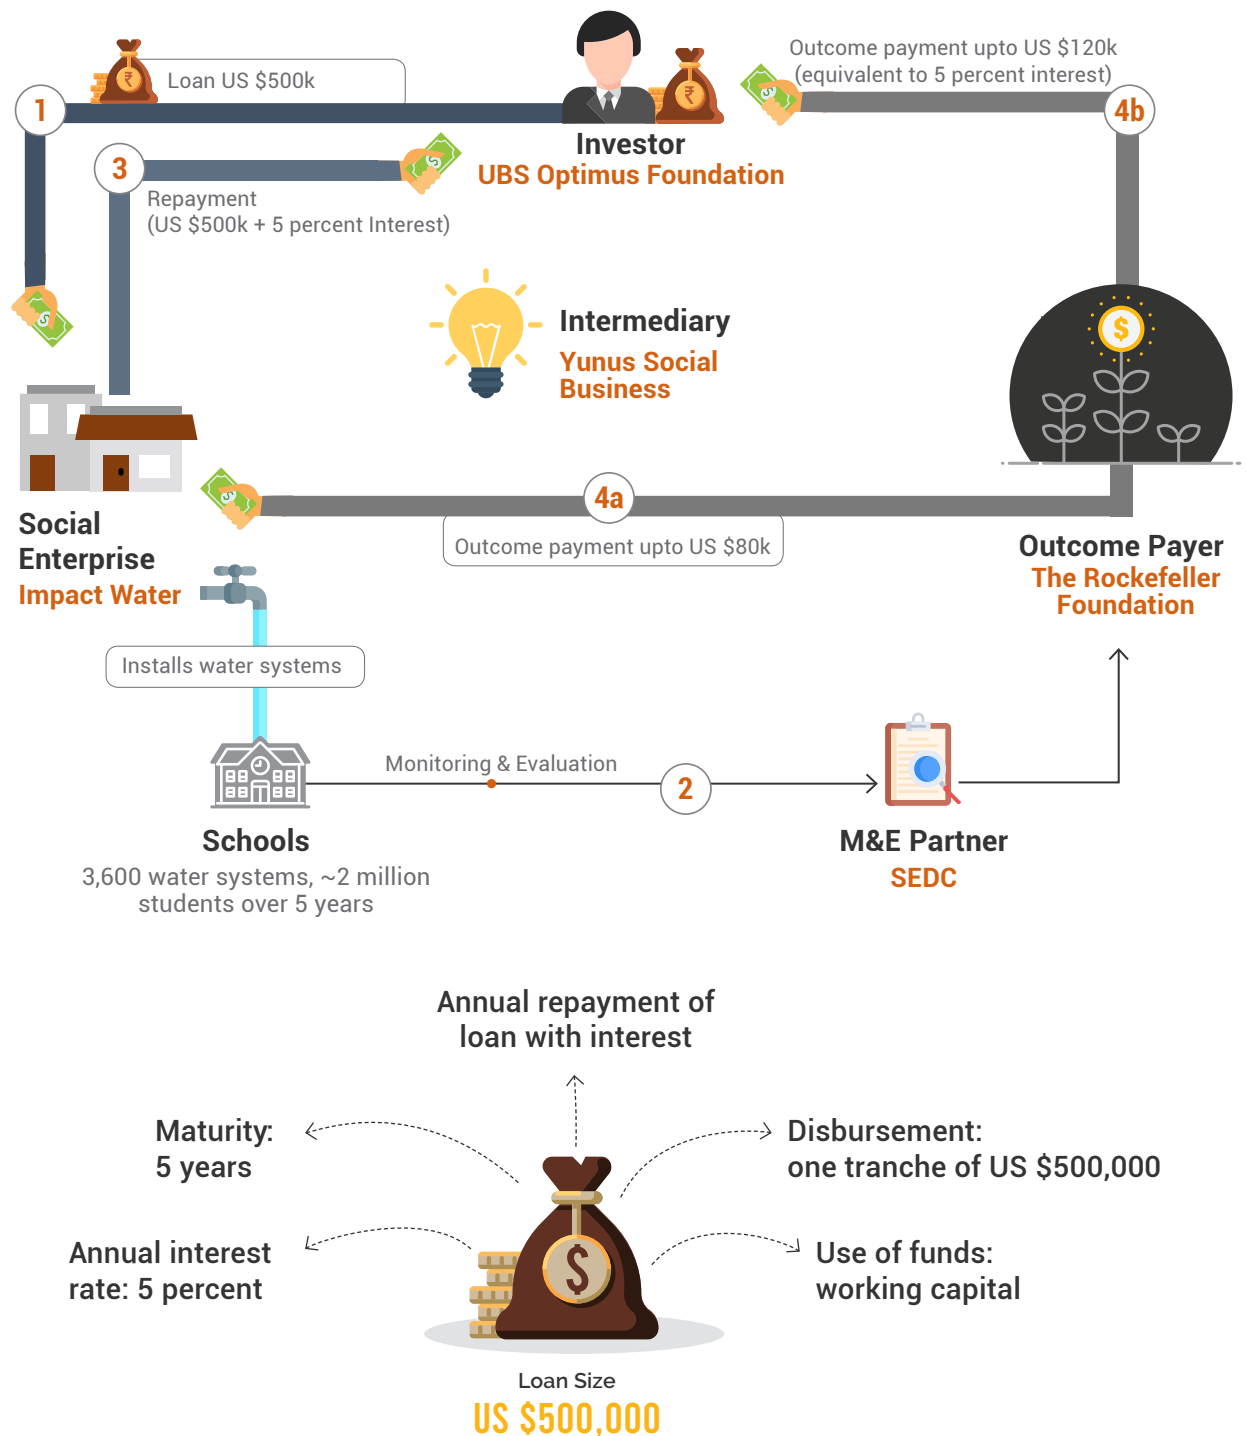 Outcome payment upto US $120k
(equivalent to 5 percent interest)
Loan US $500k
₹
₹
1
4b
Investor
UBS Optimus Foundation
3
Repayment
(US $500k + 5 percent Interest)
Intermediary
Yunus Social
Business
$
4a
Outcome payment upto US $80k
Social
Enterprise
Impact Water
Outcome Payer
The Rockefeller
Foundation
Installs water systems
Monitoring & Evaluation
2
Schools
3,600 water systems, ~2 million
students over 5 years
M&E Partner
SEDC
Annual repayment of
loan with interest
Maturity:
5 years
Disbursement:
one tranche of US $500,000
Annual interest
rate: 5 percent
Use of funds:
working capital
$
Loan Size
US $500,000